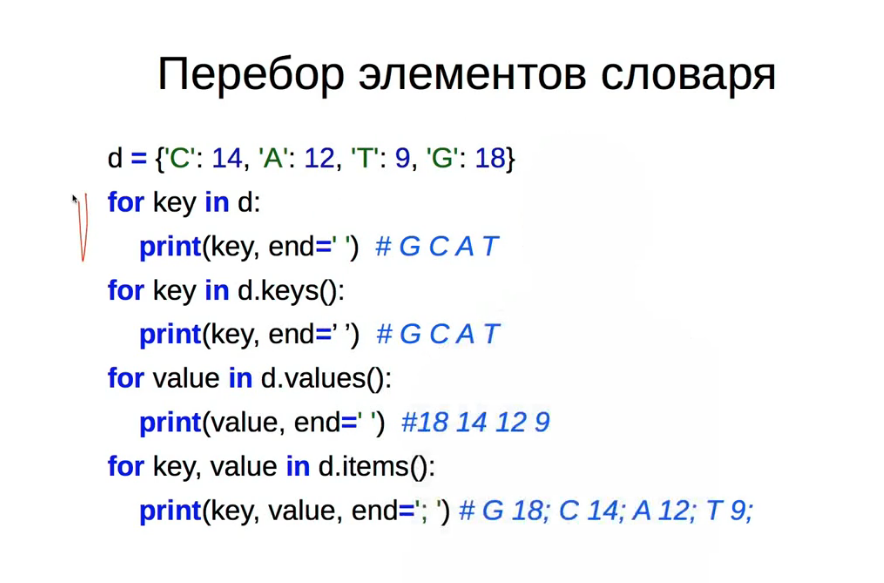 Перебор элементов словаря
d = {'C': 14, 'A': 12, 'T': 9, 'G': 18}
for key in d:
print(key, end=' ') # G C A T
for key in d.keys():
print(key, end=’ ’) # G C A T
for value in d.values():
print(value, end=' ') #18 14 12 9
for key, value in d.items():
print(key, value, end='; ') # G 18; C 14; A 12; T 9;